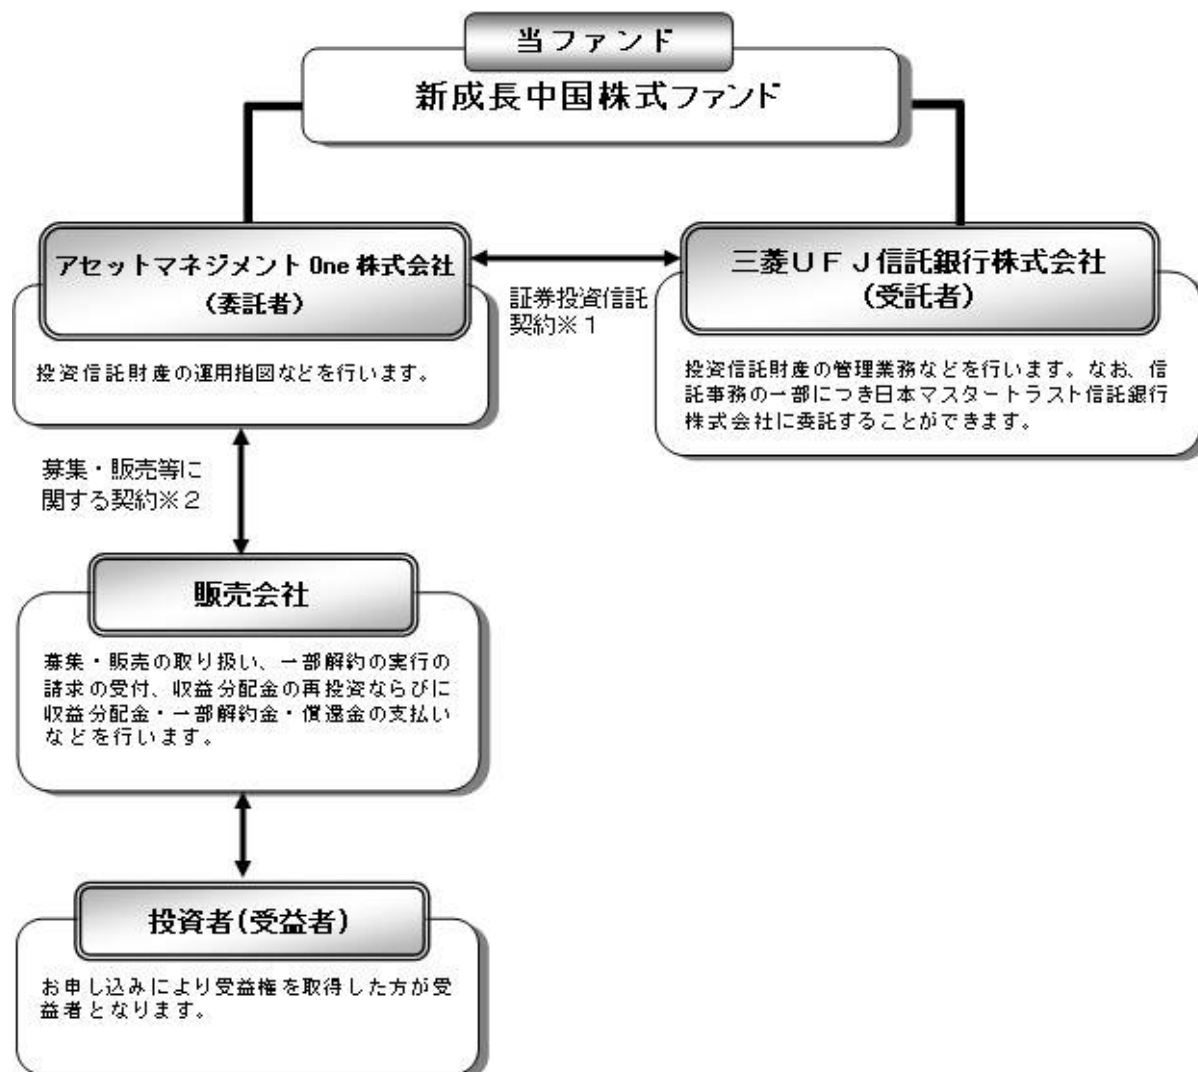 当ファンド
新成長中国株式ファンド
アセットマネジメント One 株式会社
(委託者)
投資信託財産の運用指図などを行います。
証券投資信託
契約※1
三菱UFJ信託銀行株式会社
(受託者)
投資信託財産の管理業務などを行います。なお、信
託事務の一部につき日本マスタートラスト信託銀行
株式会社に委託することができます。
募集・販売等に
関する契約※2
販売会社
募集・販売の取り扱い、一部解約の実行の
請求の受付、収益分配金の再投資ならびに
収益分配金・一部解約金・償還金の支払い
などを行います。
投資者(受益者)
お申し込みにより受益権を取得した方が受
益者となります。